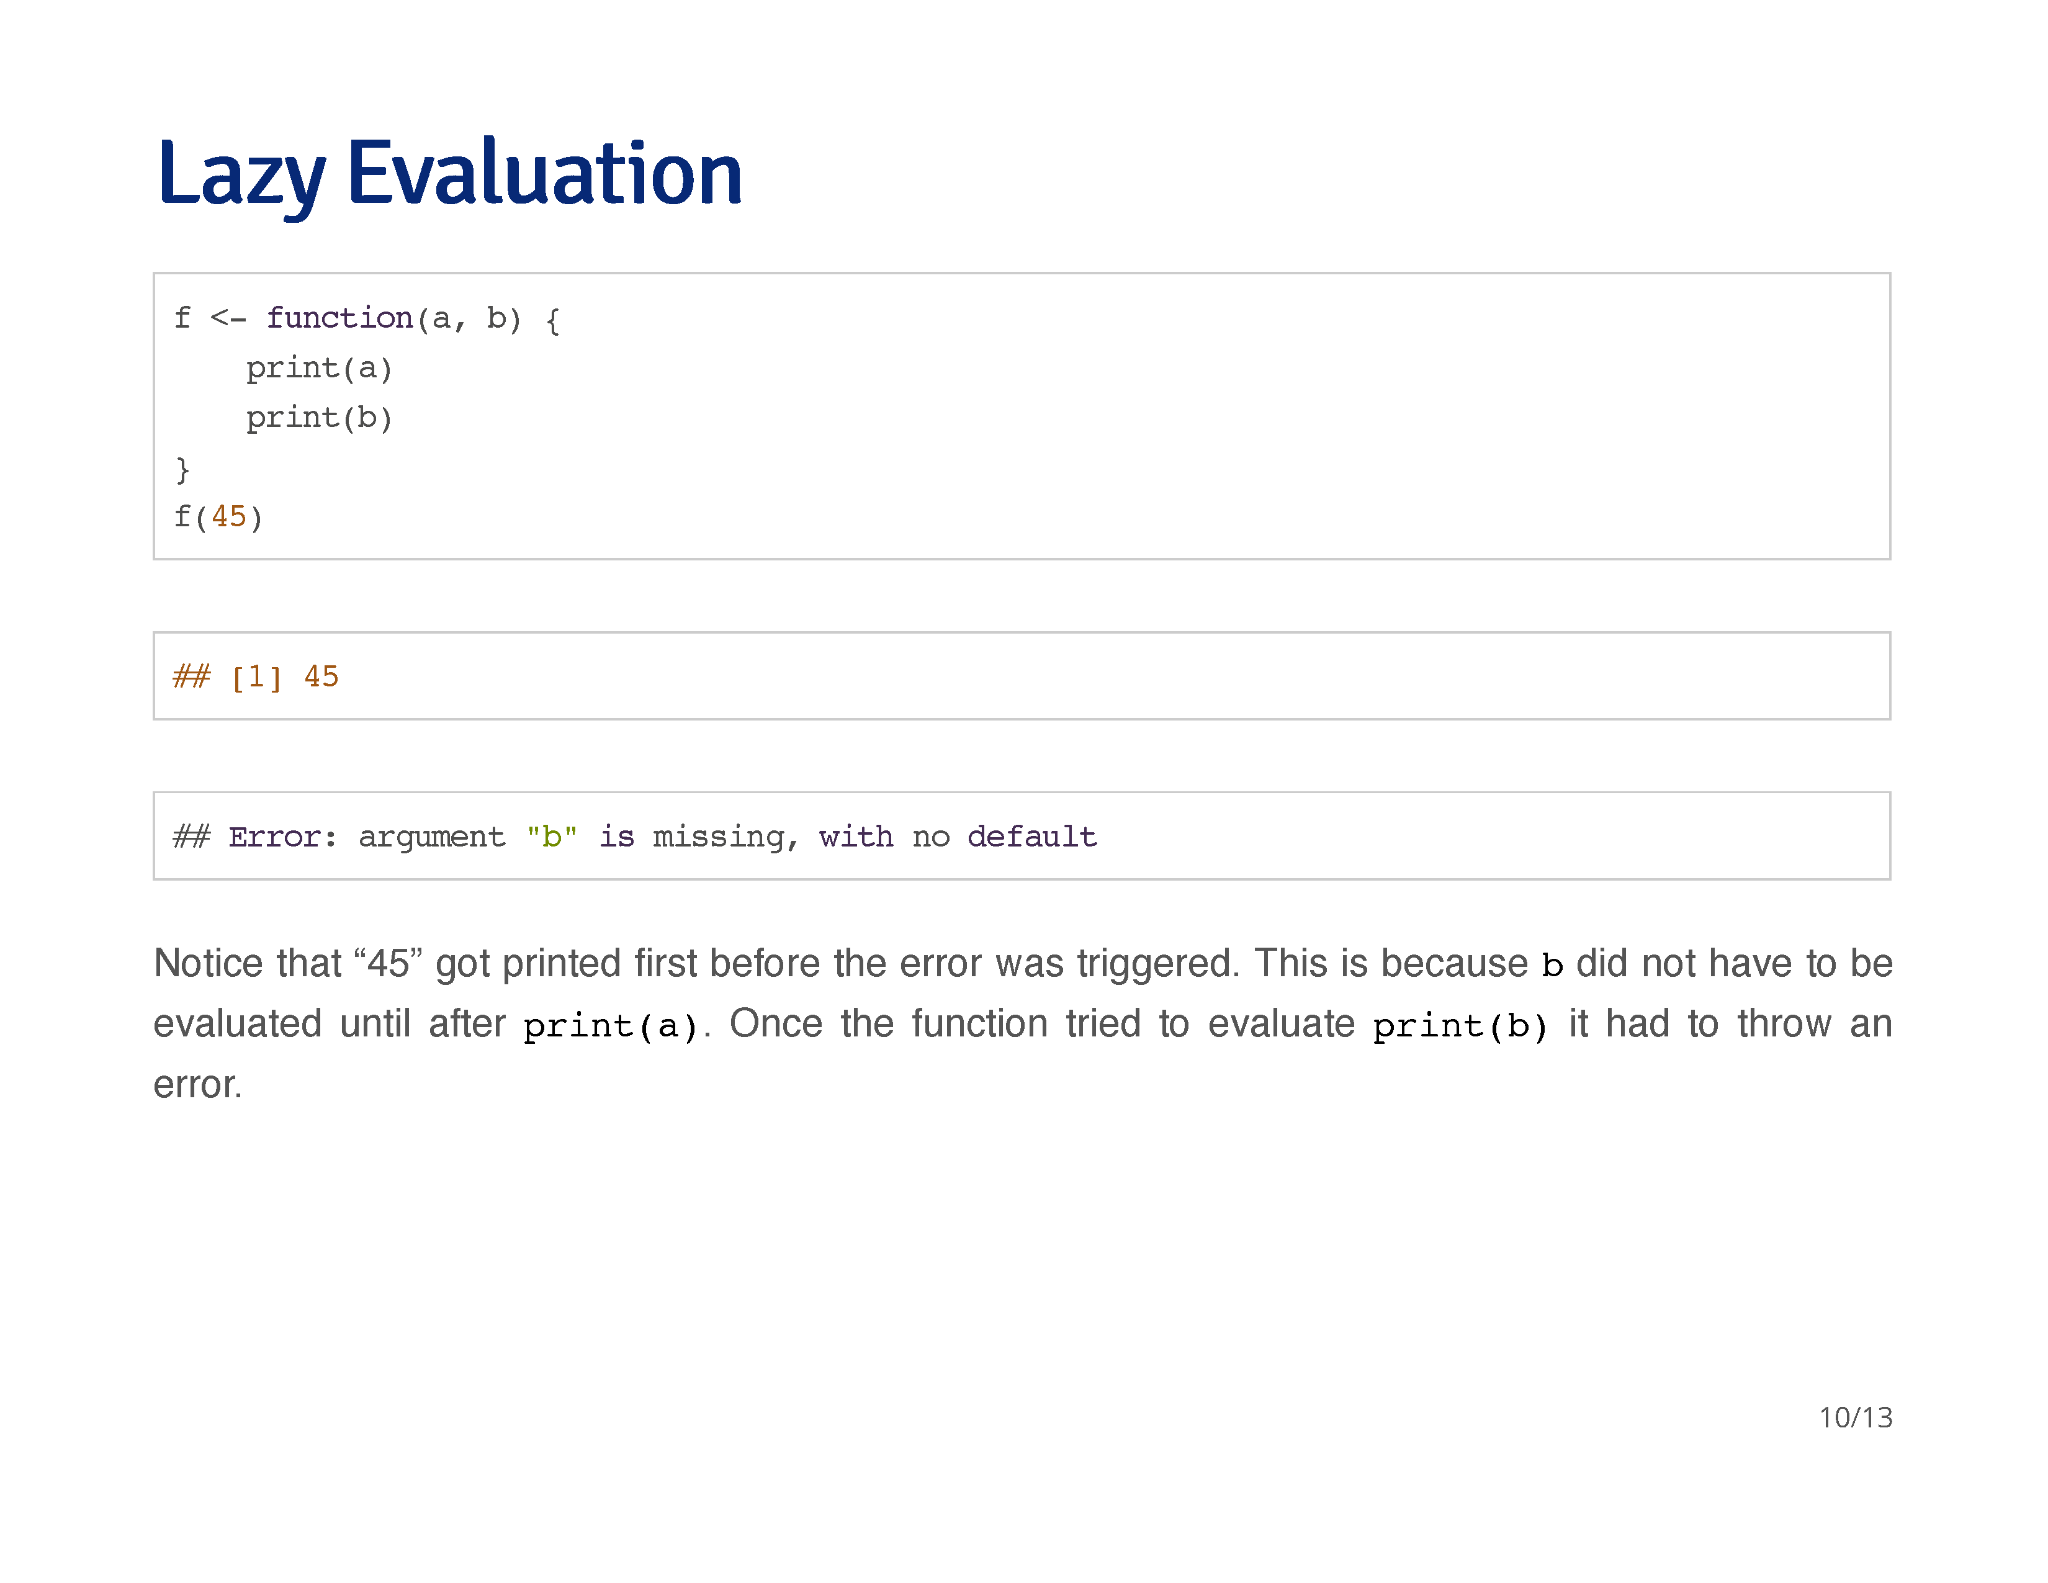 Lazy Evaluation
f <- function(a, b) {
    print(a)
    print(b)
}
f(45)
## [1] 45
## Error: argument "b" is missing, with no default
Notice that “45” got printed first before the error was triggered. This is because b did not have to be
evaluated until after print(a). Once the function tried to evaluate print(b) it had to throw an
error.
10/13